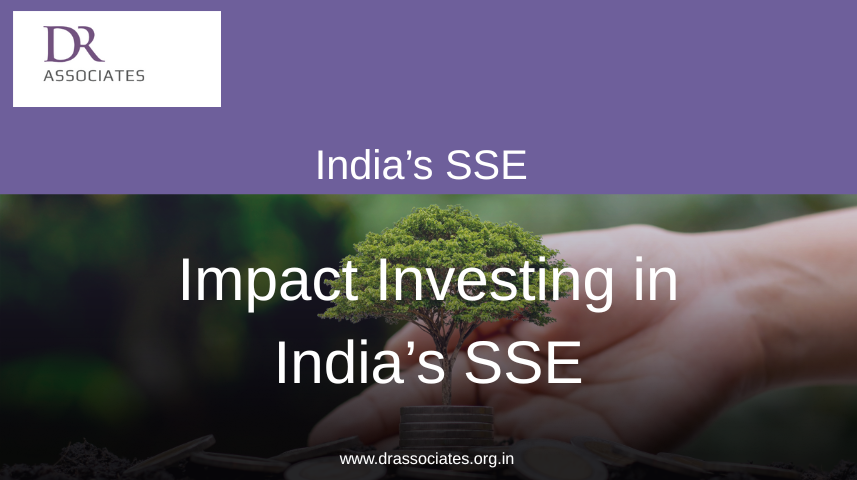 DR
ASSOCIATES
India’s SSE
Impact Investing in
India’s SSE
www.drassociates.org.in